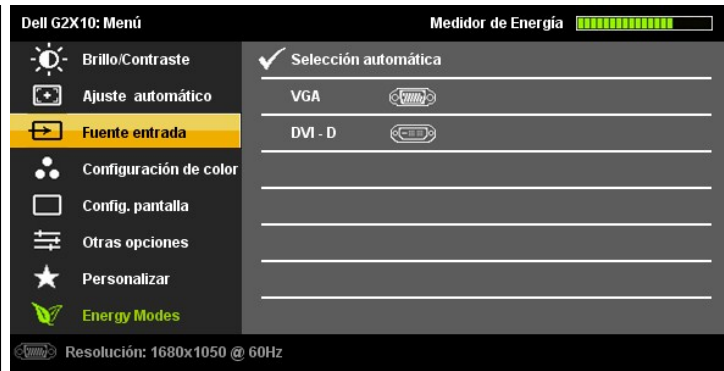 Dell G2X10: Menú
Medidor de Energía
Brillo/Contraste
Ajuste automático
Fuente entrada
Configuración de color
Config. pantalla
Otras opciones
Personalizar
Energy Modes
Selección automática
VGA
DVI - D
Resolución: 1680x1050 @ 60Hz